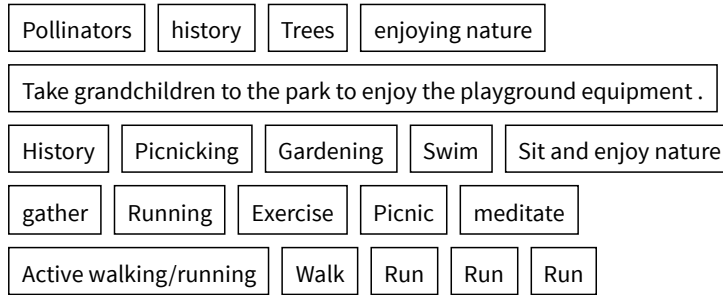 Pollinators history Trees enjoying nature
Take grandchildren to the park to enjoy the playground equipment .
History Picnicking Gardening Swim Sit and enjoy nature
gather Running Exercise Picnic meditate
Active walking/running Walk Run Run Run